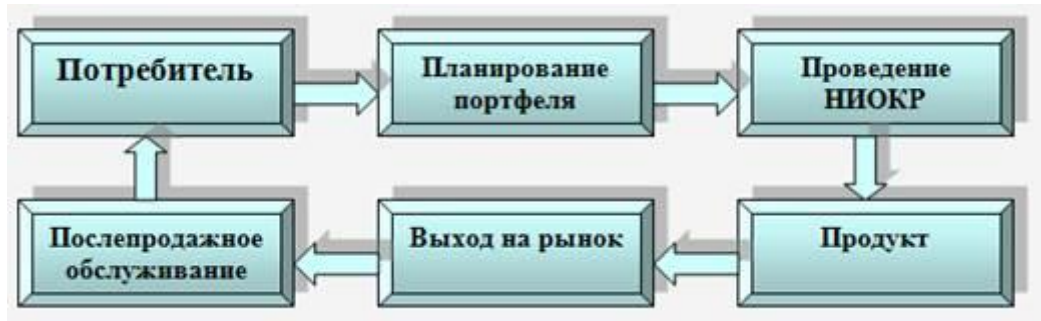 Потребитель
Планирование
портфеля
Проведение
НИОКР
Послепродажное
обслуживание
Выход на рынок
Продукт